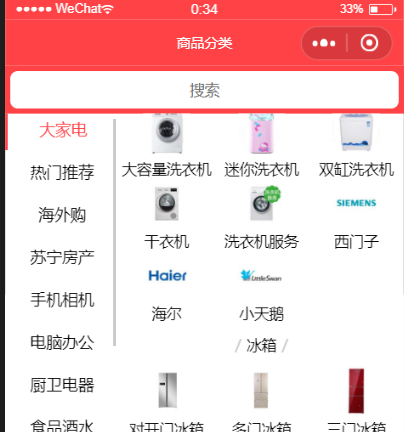 WeChat 0:34 33%
商品分类
搜索
大家电
热门推荐
海外购
苏宁房产
手机相机
电脑办公
厨卫电器
食品酒水
大容量洗衣机 迷你洗衣机 双缸洗衣机
SIEMENS
干衣机 洗衣机服务 西门子
Haier LittleSwan
海尔 小天鹅
/ 冰箱 /
对开门冰箱 多门冰箱 三门冰箱